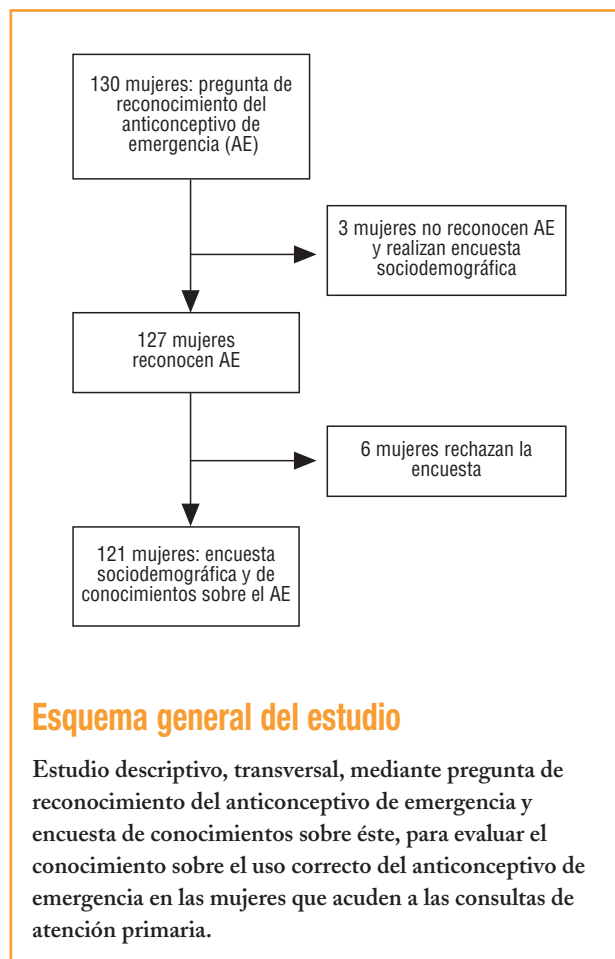 130 mujeres: pregunta de
reconocimiento del
anticonceptivo de
emergencia (AE)
3 mujeres no reconocen AE
y realizan encuesta
sociodemográfica
127 mujeres
reconocen AE
6 mujeres rechazan la
encuesta
121 mujeres: encuesta
sociodemográfica y de
conocimientos sobre el AE
Esquema general del estudio
Estudio descriptivo, transversal, mediante pregunta de
reconocimiento del anticonceptivo de emergencia y
encuesta de conocimientos sobre éste, para evaluar el
conocimiento sobre el uso correcto del anticonceptivo de
emergencia en las mujeres que acuden a las consultas de
atención primaria.